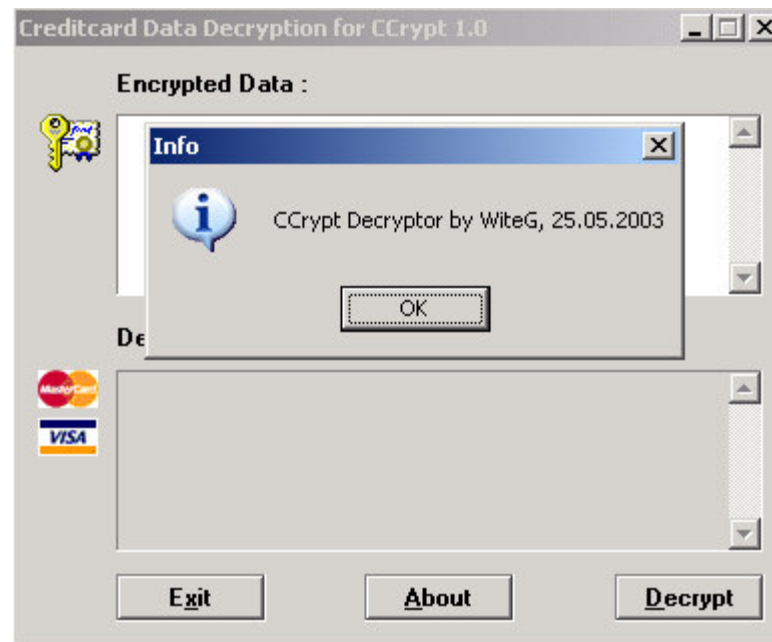 Creditcard Data Decryption for CCrypt 1.0
Encrypted Data :
Info
CCrypt Decryptor by WiteG, 25.05.2003
OK
De
MasterCard
VISA
Exit
About
Decrypt